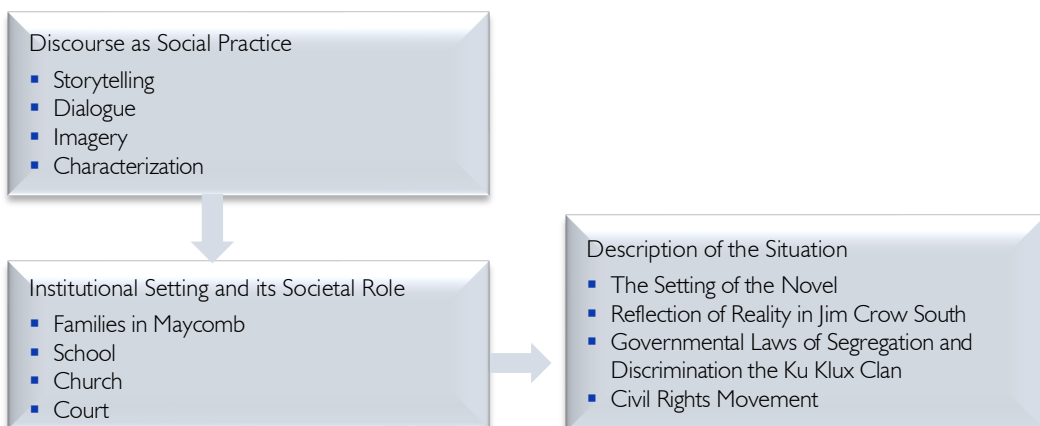 Discourse as Social Practice
▪ Storytelling
▪ Dialogue
▪ Imagery
▪ Characterization
Institutional Setting and its Societal Role
▪ Families in Maycomb
▪ School
▪ Church
▪ Court
Description of the Situation
▪ The Setting of the Novel
▪ Reflection of Reality in Jim Crow South
▪ Governmental Laws of Segregation and
Discrimination the Ku Klux Clan
▪ Civil Rights Movement